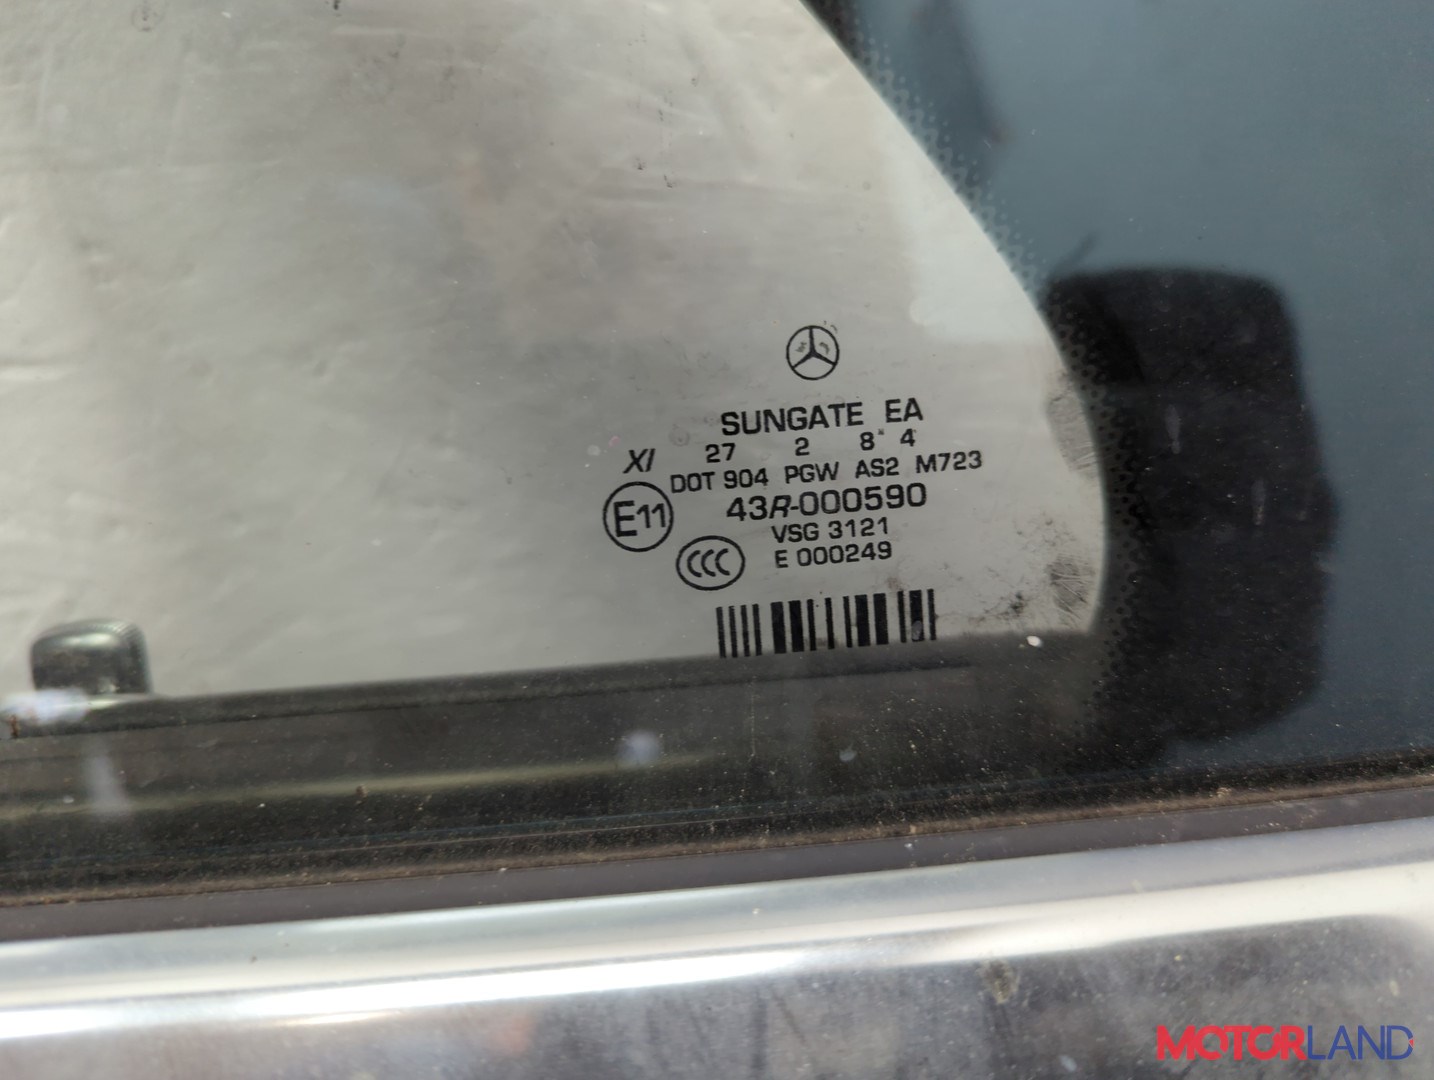 SUNGATE EA
27 2 8 4
XI
DOT 904 PGW AS2 M723
E11
43R-000590
VSG 3121
CCC
E 000249
MOTORLAND